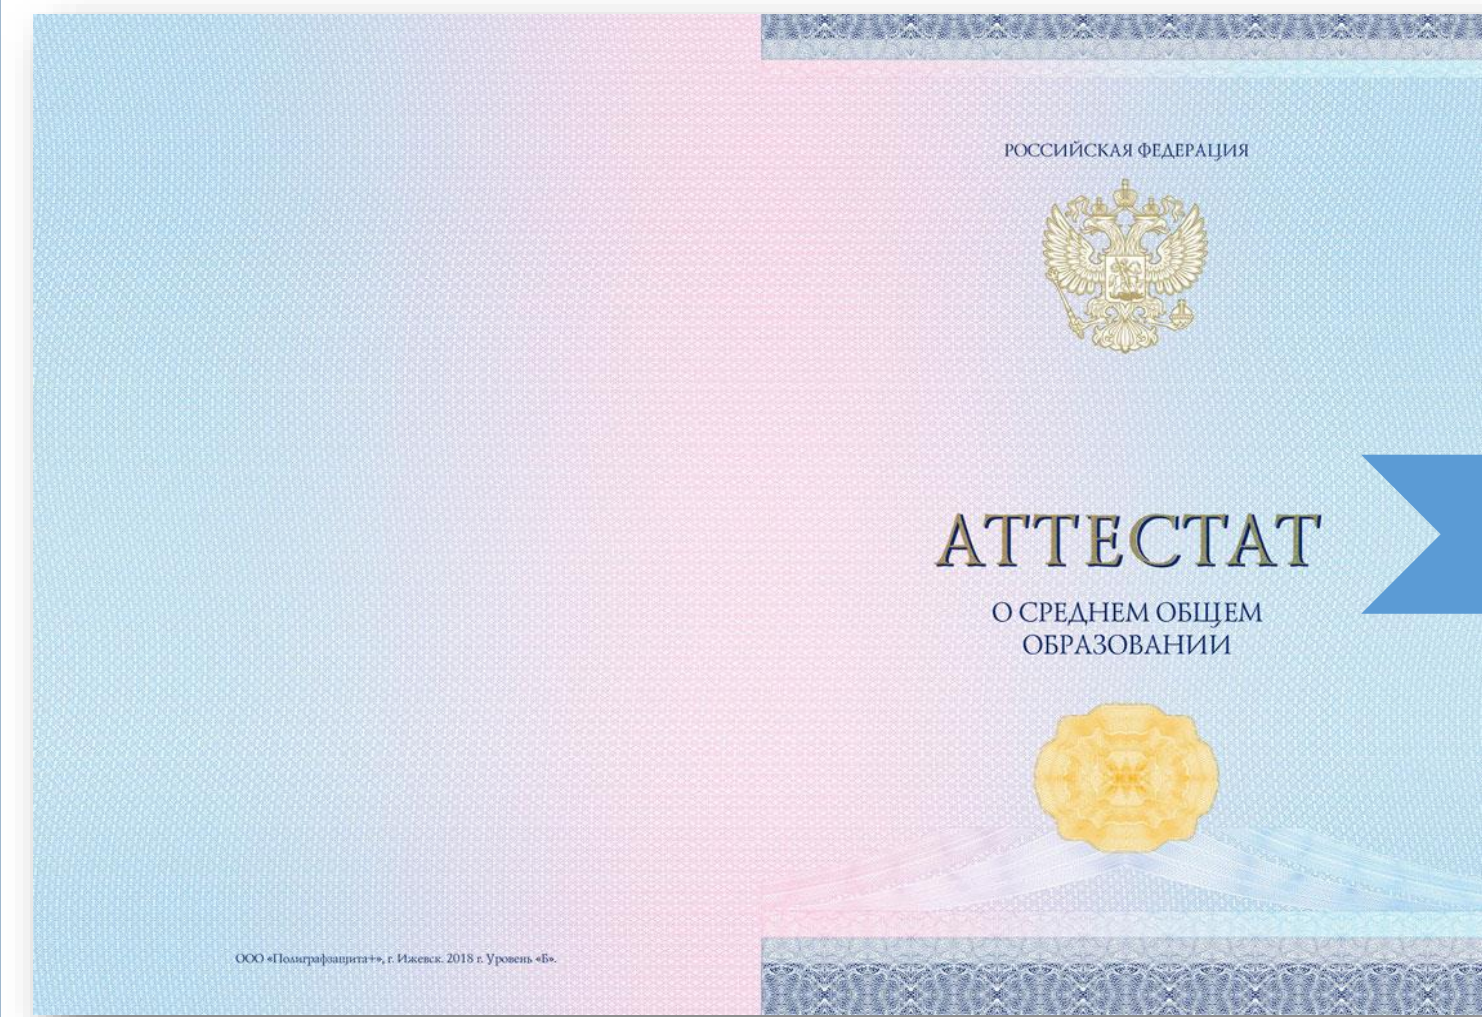 РОССИЙСКАЯ ФЕДЕРАЦИЯ
АТТЕСТАТ
О СРЕДНЕМ ОБЩЕМ
ОБРАЗОВАНИИ
ООО «Полиграфзащита+», г. Ижевск. 2018 г. Уровень «Б».